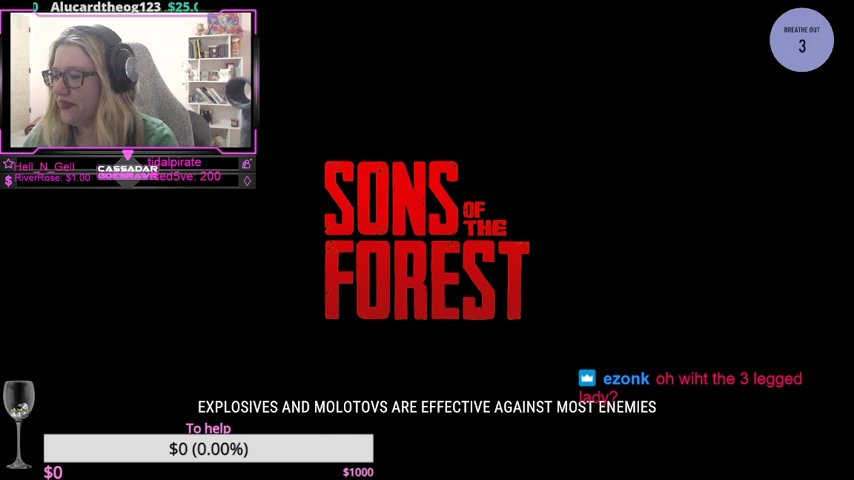 Alucardtheog123 $25.0
BREATHE OUT
3
Hell_N_Gell
tidalpirate
RiverRose: $1.00
CASSADAR
200
SONS OF THE
FOREST
ezonk oh wiht the 3 legged
lady?
EXPLOSIVES AND MOLOTOVS ARE EFFECTIVE AGAINST MOST ENEMIES
To help
$0 (0.00%)
$0
$1000